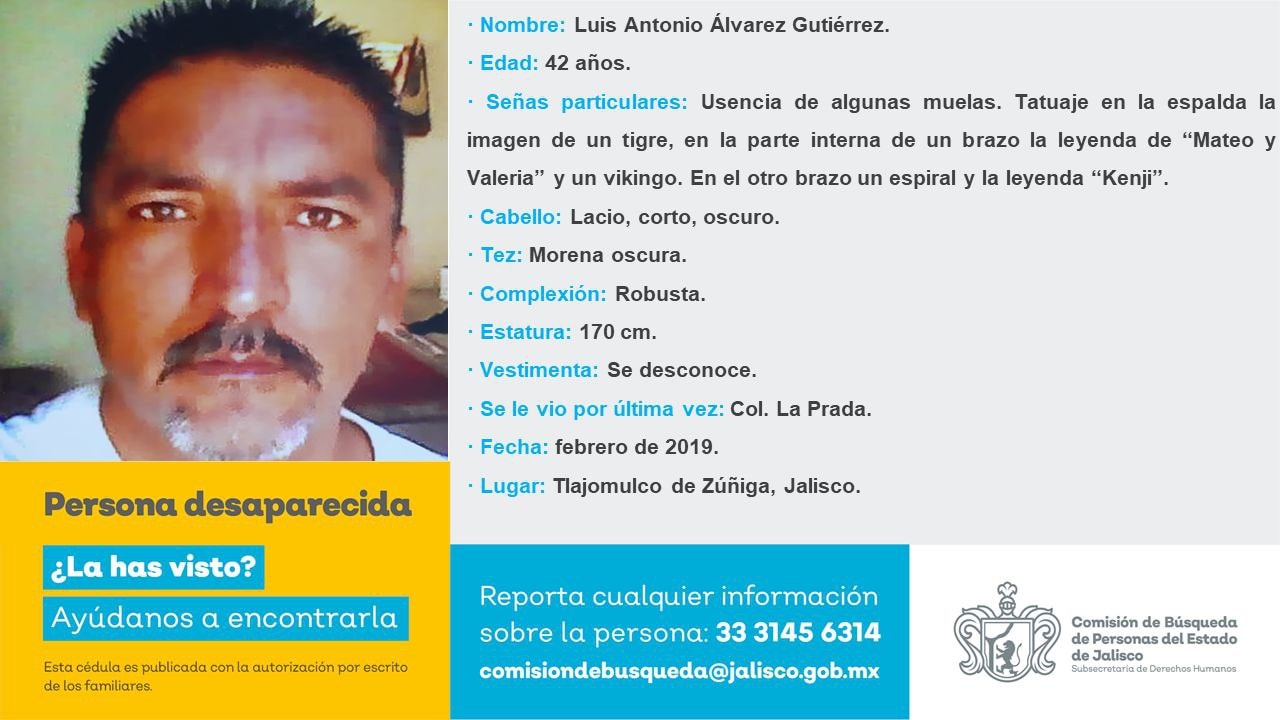 · Nombre: Luis Antonio Álvarez Gutiérrez.
· Edad: 42 años.
· Señas particulares: Usencia de algunas muelas. Tatuaje en la espalda la
imagen de un tigre, en la parte interna de un brazo la leyenda de “Mateo y
Valeria” y un vikingo. En el otro brazo un espiral y la leyenda “Kenji”.
· Cabello: Lacio, corto, oscuro.
· Tez: Morena oscura.
· Complexión: Robusta.
· Estatura: 170 cm.
· Vestimenta: Se desconoce.
· Se le vio por última vez: Col. La Prada.
· Fecha: febrero de 2019.
· Lugar: Tlajomulco de Zúñiga, Jalisco.
Persona desaparecida
¿La has visto?
Ayúdanos a encontrarla
Esta cédula es publicada con la autorización por escrito
de los familiares.
Reporta cualquier información
sobre la persona: 33 3145 6314
comisiondebusqueda@jalisco.gob.mx
Comisión de Búsqueda
de Personas del Estado
de Jalisco
Subsecretaría de Derechos Humanos